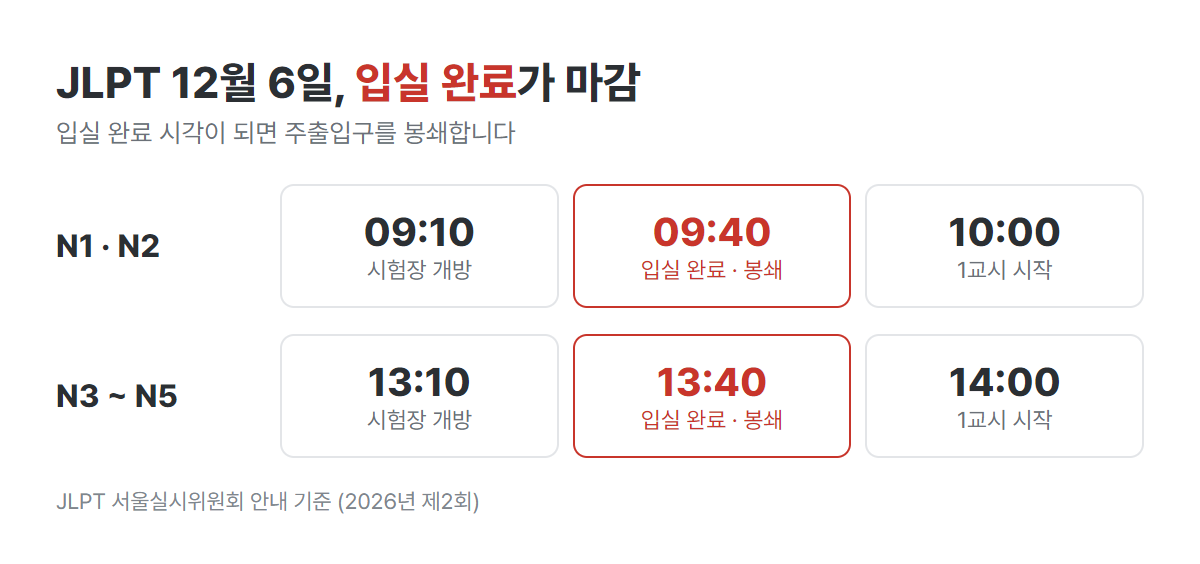 JLPT 12월 6일, 입실 완료가 마감
입실 완료 시각이 되면 주출입구를 봉쇄합니다
N1 · N2
09:10
시험장 개방
09:40
입실 완료 · 봉쇄
10:00
1교시 시작
N3 ~ N5
13:10
시험장 개방
13:40
입실 완료 · 봉쇄
14:00
1교시 시작
JLPT 서울실시위원회 안내 기준 (2026년 제2회)